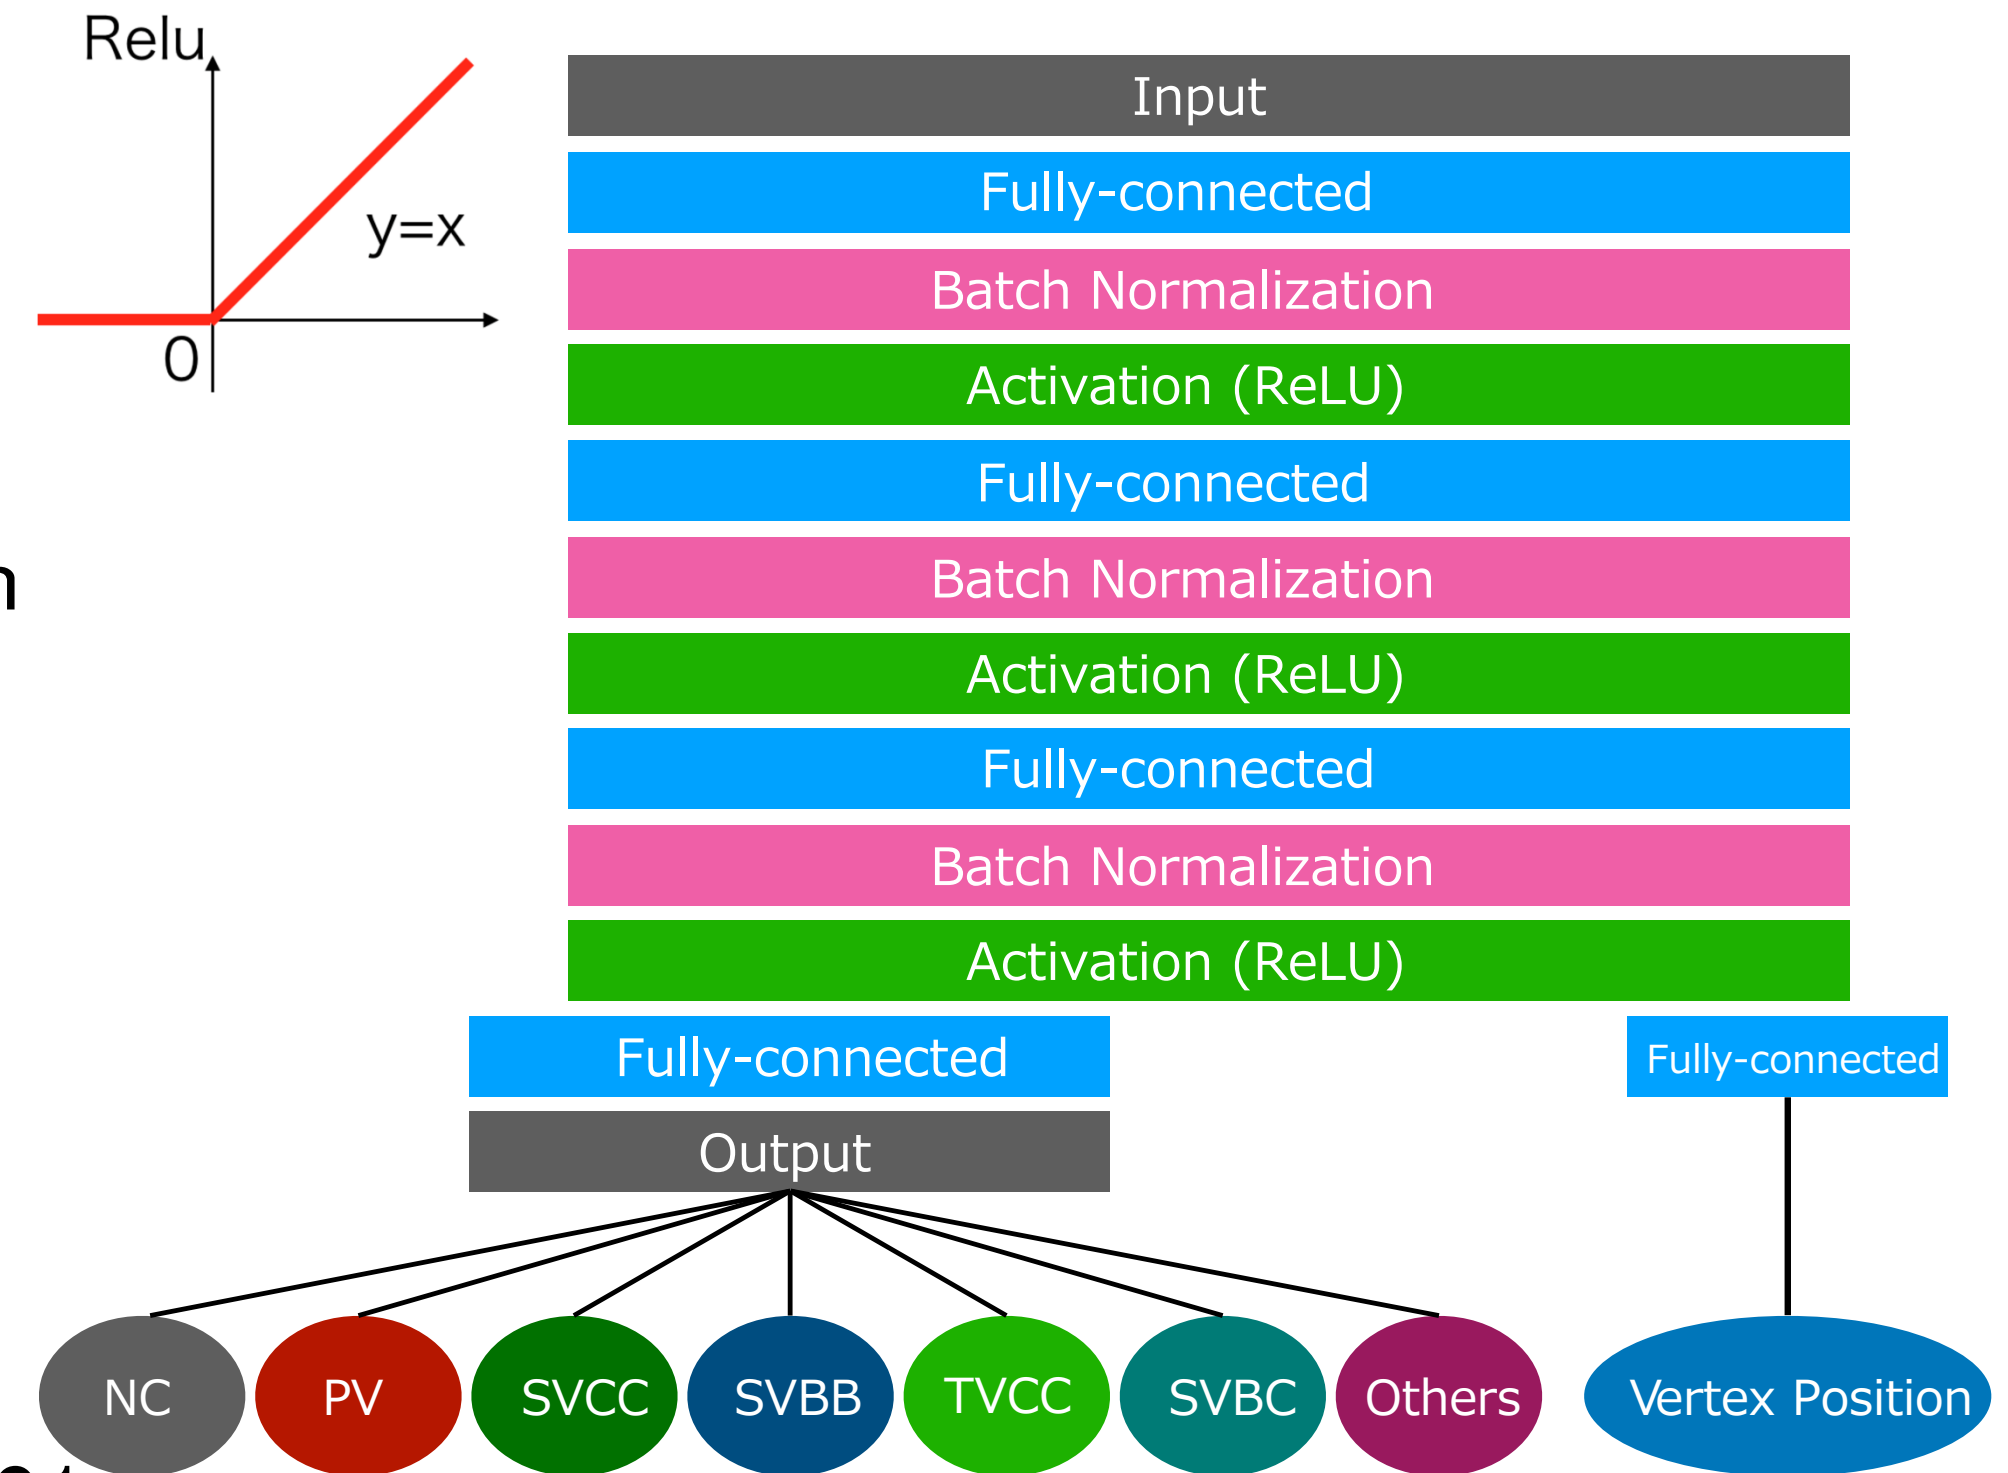 Relu
y=x
0
Input
Fully-connected
Batch Normalization
Activation (ReLU)
Fully-connected
Batch Normalization
Activation (ReLU)
Fully-connected
Batch Normalization
Activation (ReLU)
Fully-connected
Fully-connected
Output
n
NC
PV
SVCC
SVBB
TVCC
SVBC
Others
Vertex Position